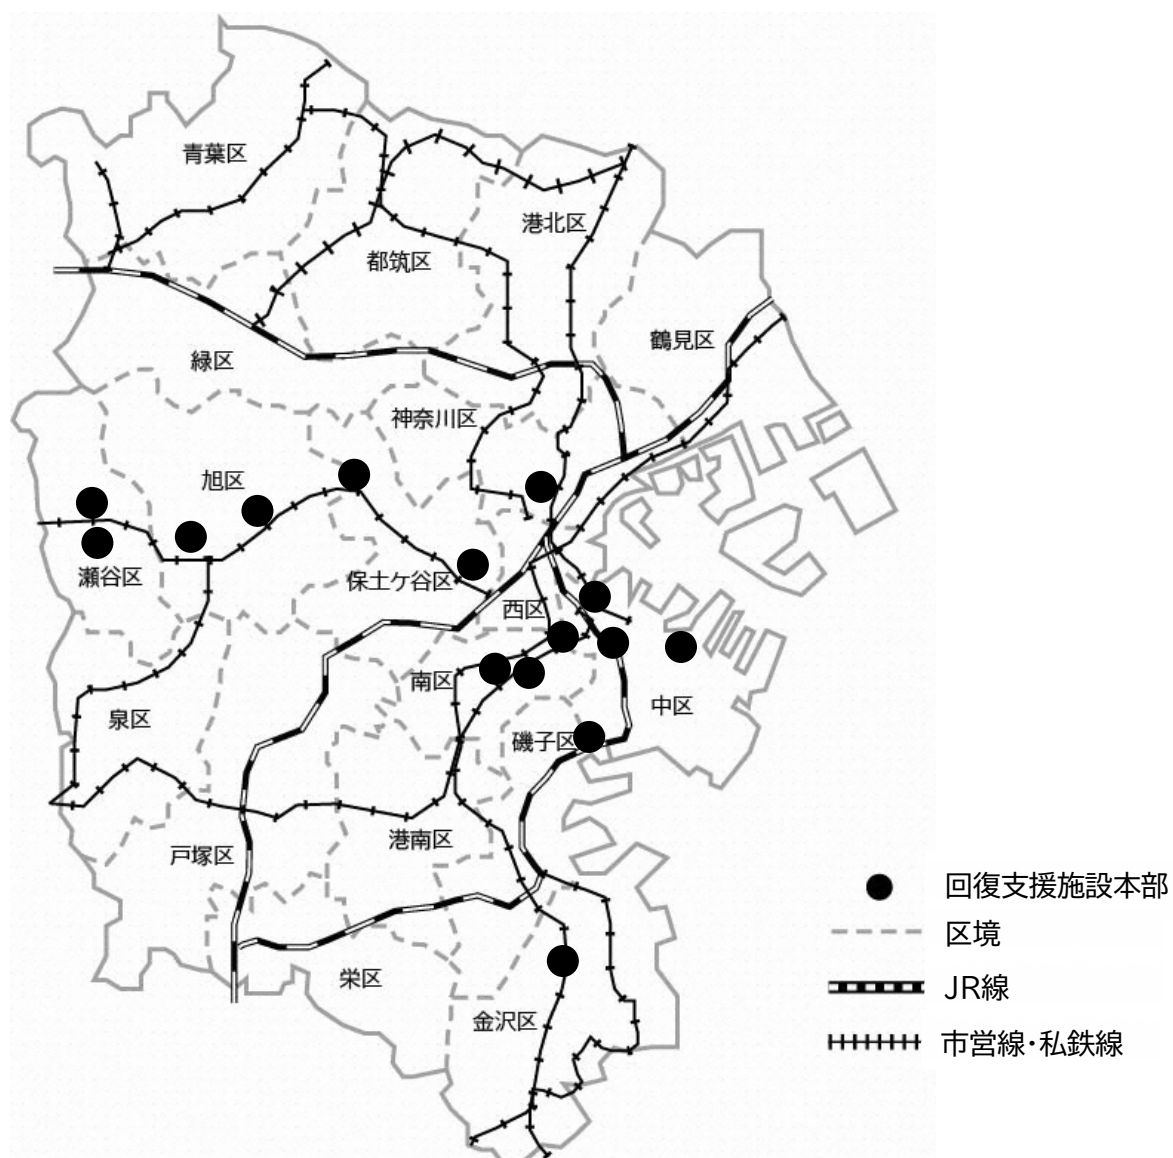 青葉区
港北区
都筑区
鶴見区
緑区
神奈川区
旭区
瀬谷区
保土ケ谷区
西区
南区
中区
泉区
磯子区
港南区
戸塚区
栄区
金沢区
回復支援施設本部
区境
JR線
市営線・私鉄線